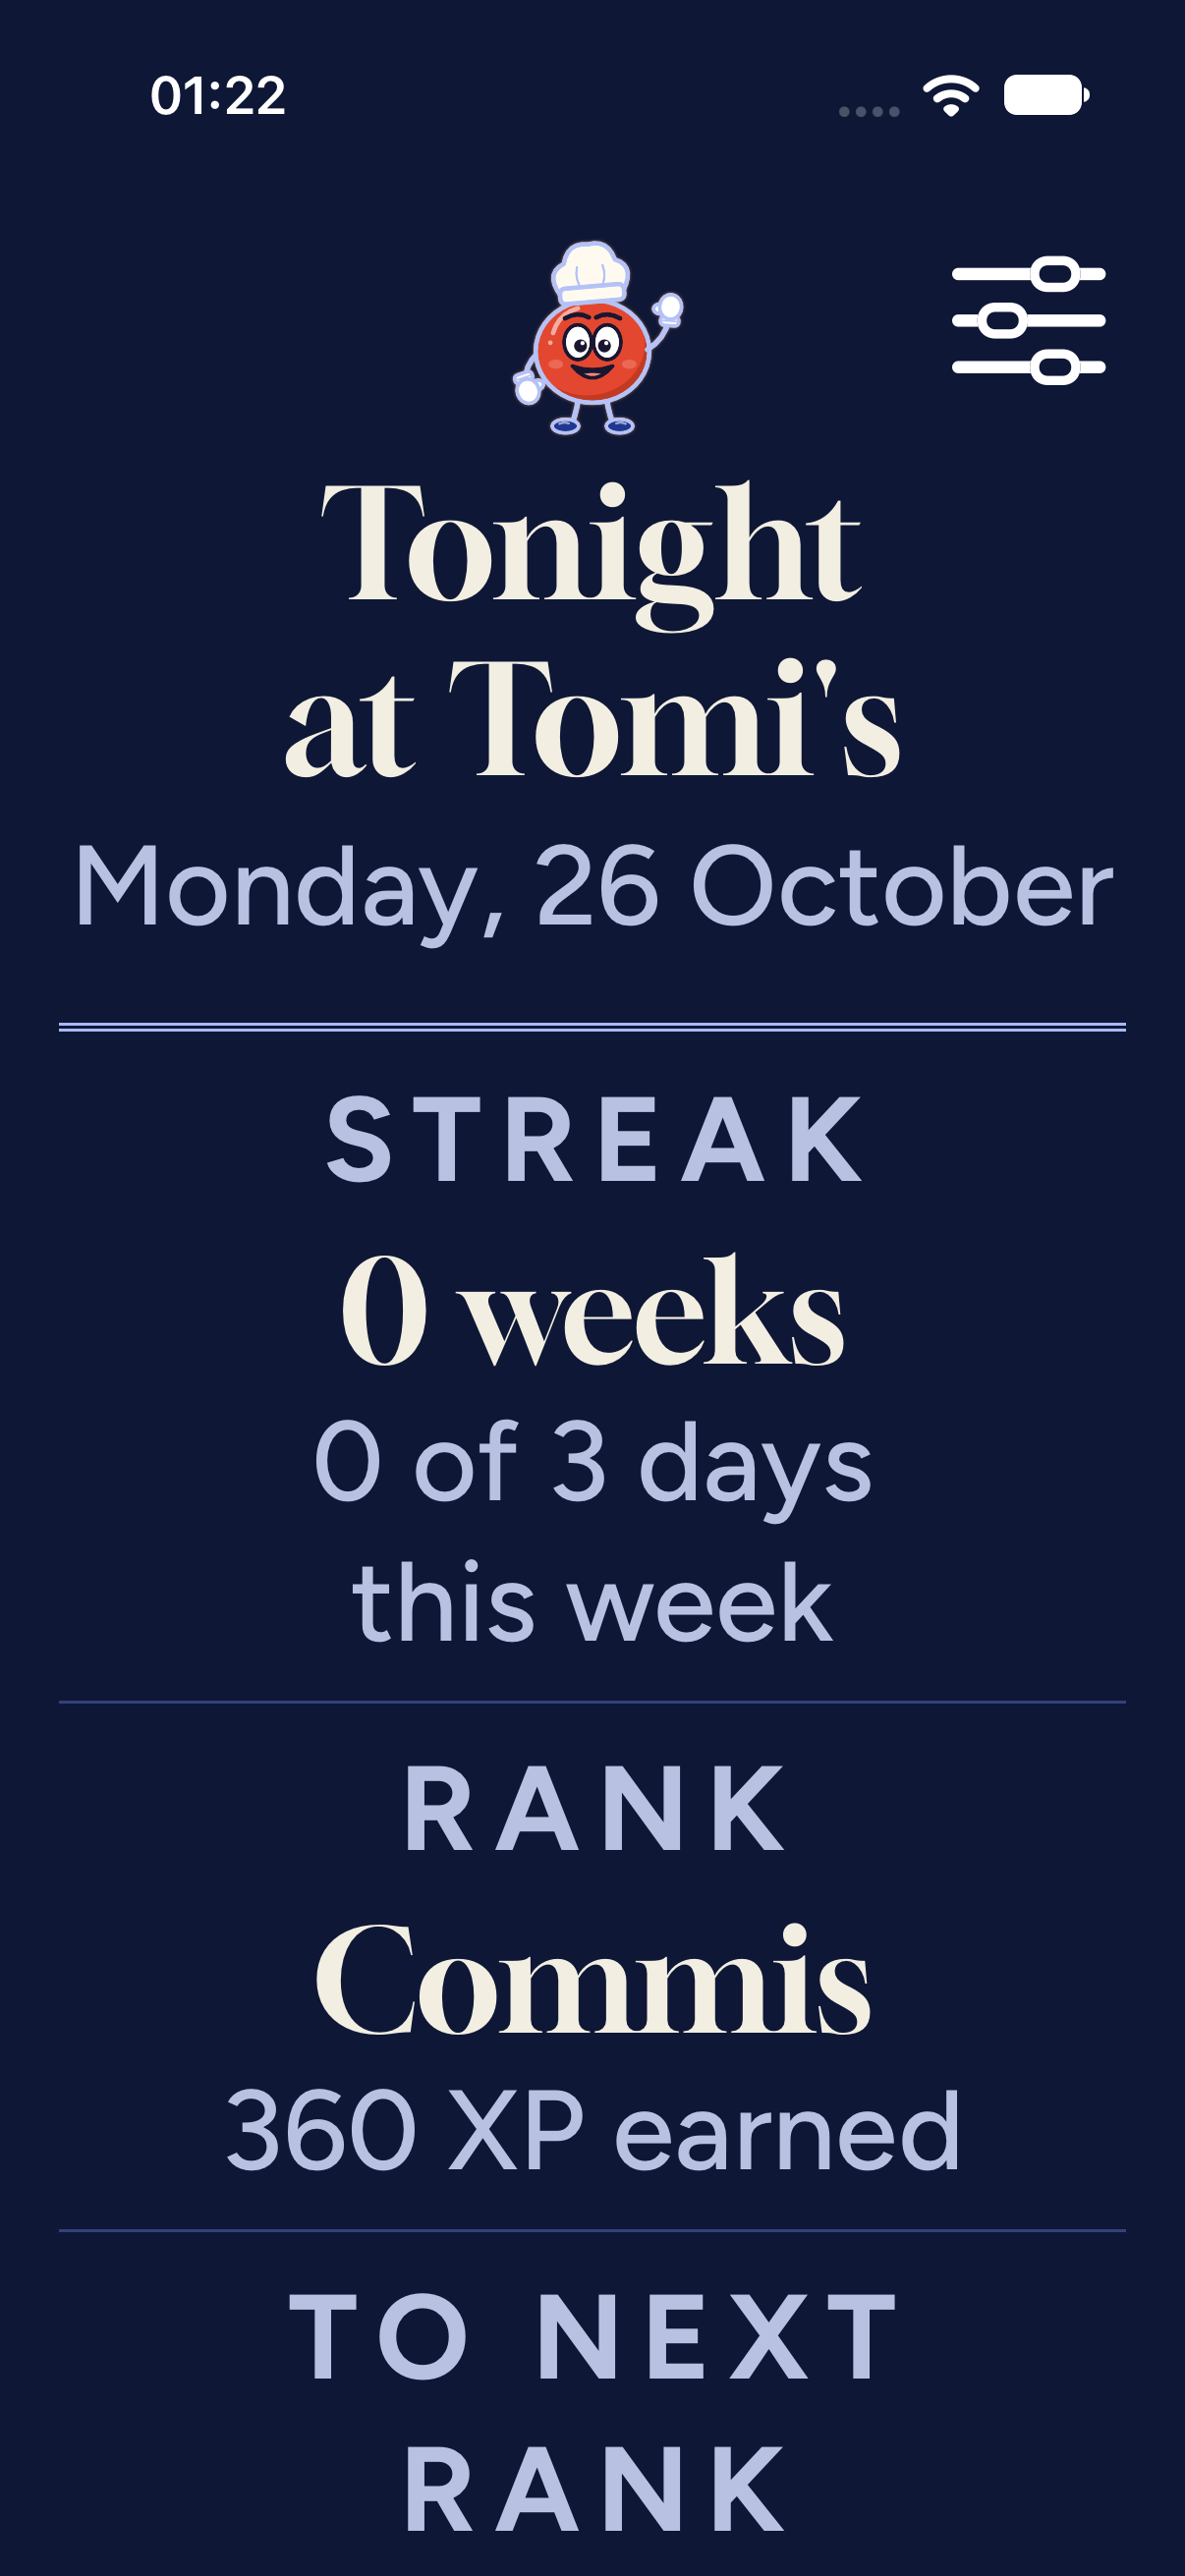 01:22
Tonight
at Tomi's
Monday, 26 October
STREAK
0 weeks
0 of 3 days
this week
RANK
Commis
360 XP earned
TO NEXT
RANK